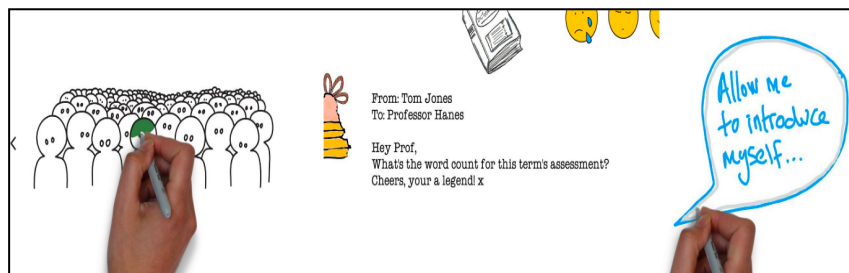 From: Tom Jones
To: Professor Hanes
Hey Prof,
What's the word count for this term's assessment?
Cheers, your a legend! x
Allow me
to introduce
myself...